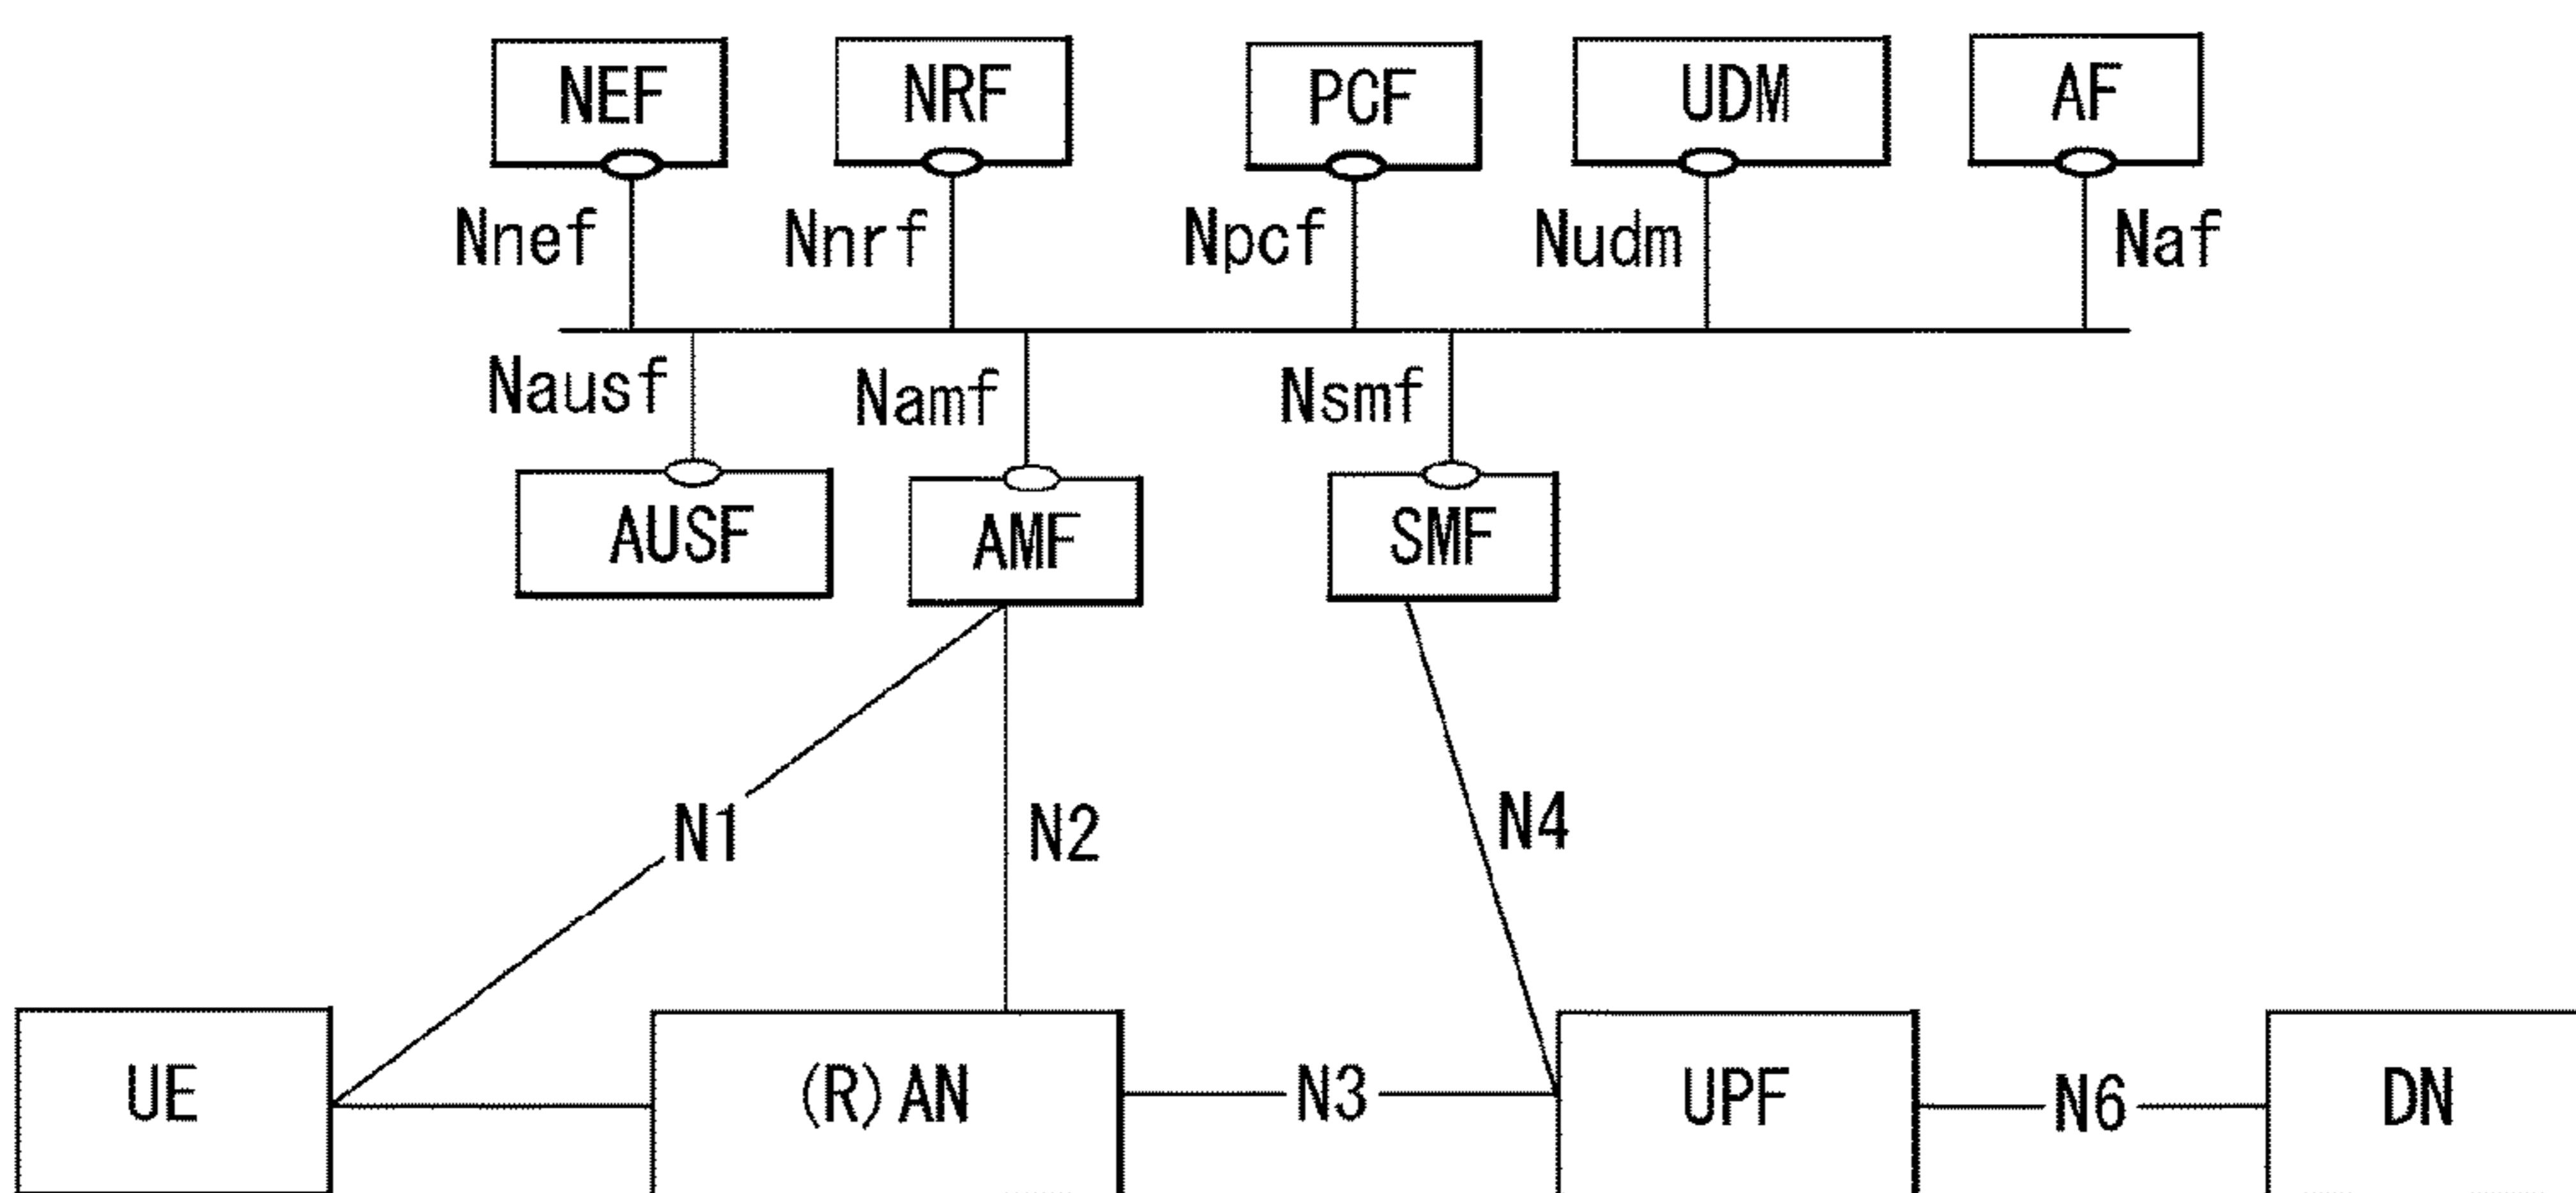 NEF NRF PCF UDM AF
Nnef Nnrf Npcf Nudm Naf
Nausf Namf Nsmf
AUSF AMF SMF
N1 N2 N4
UE (R)AN N3 UPF N6 DN